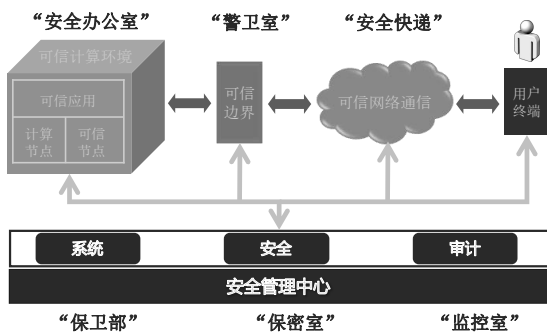 “安全办公室” “警卫室” “安全快递”
可信计算环境
可信应用
计算
节点
可信
节点
可信
边界
可信网络通信
用户
终端
系统 安全 审计
安全管理中心
“保卫部” “保密室” “监控室”